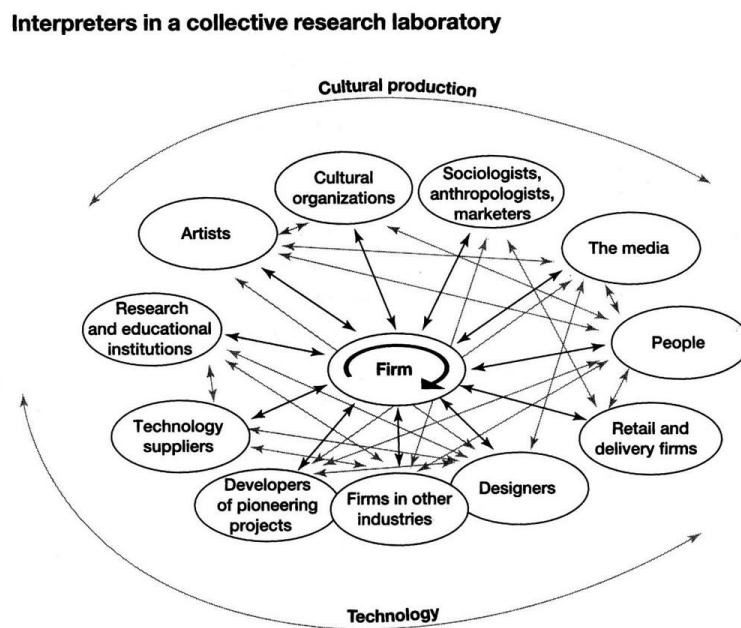 Interpreters in a collective research laboratory
Cultural production
Cultural
organizations
Sociologists,
anthropologists,
marketers
Artists
The media
Research
and educational
institutions
Firm
People
Technology
suppliers
Retail and
delivery firms
Developers
of pioneering
projects
Firms in other
industries
Designers
Technology